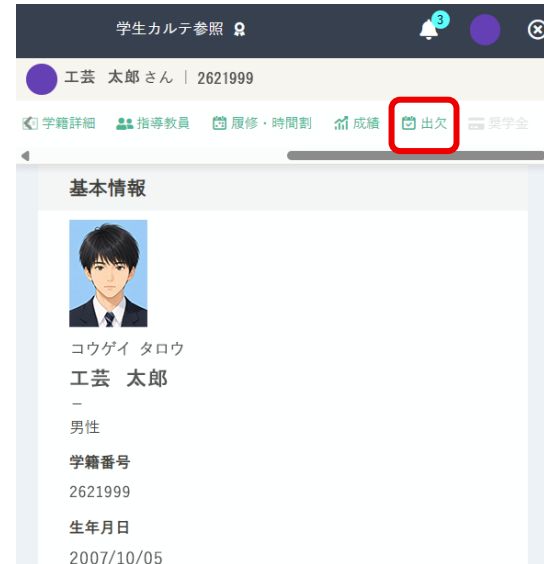 学生カルテ参照
3
工芸 太郎 さん | 2621999
学籍詳細 指導教員 履修・時間割 成績 出欠 奨学金
基本情報
コウゲイ タロウ
工芸 太郎
–
男性
学籍番号
2621999
生年月日
2007/10/05